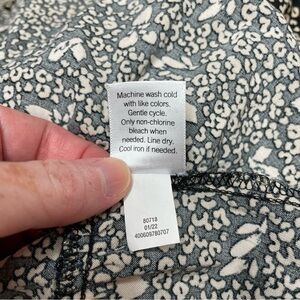 Machine wash cold
with like colors.
Gentle cycle.
Only non-chlorine
bleach when
needed. Line dry.
Cool iron if needed.
80713
01/22
400609780707